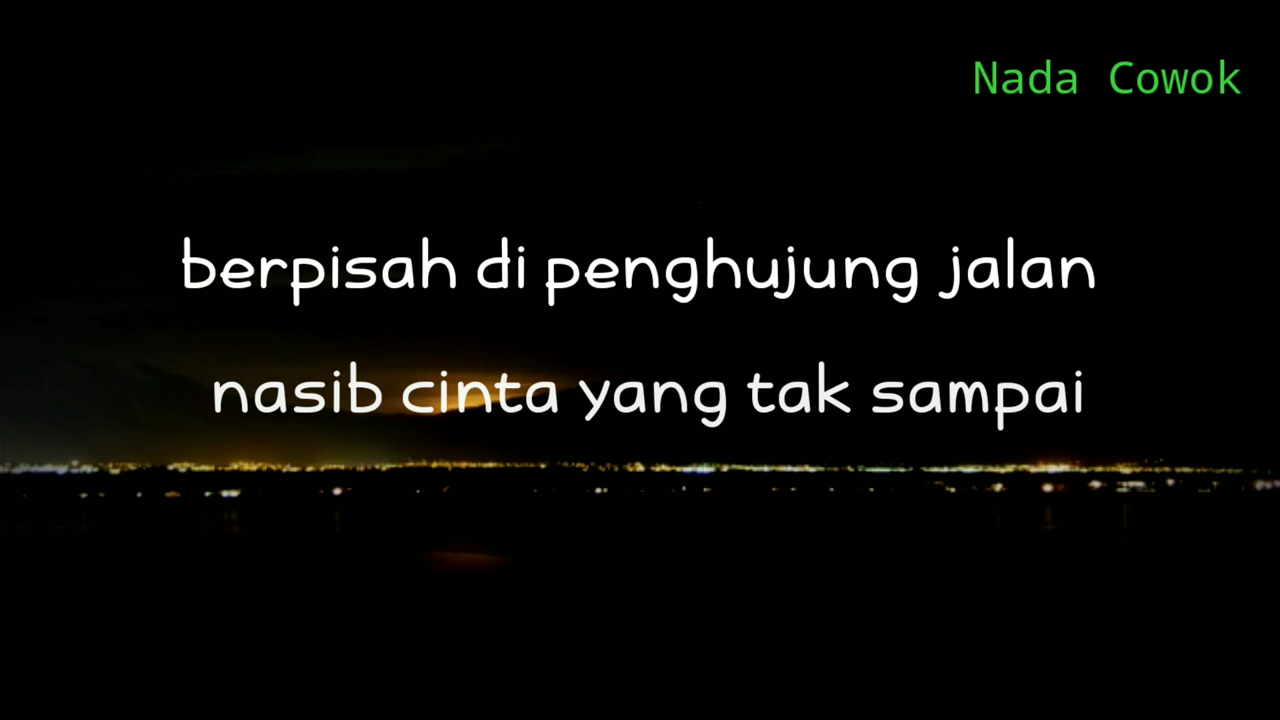 Nada Cowok
berpisah di penghujung jalan
nasib cinta yang tak sampai